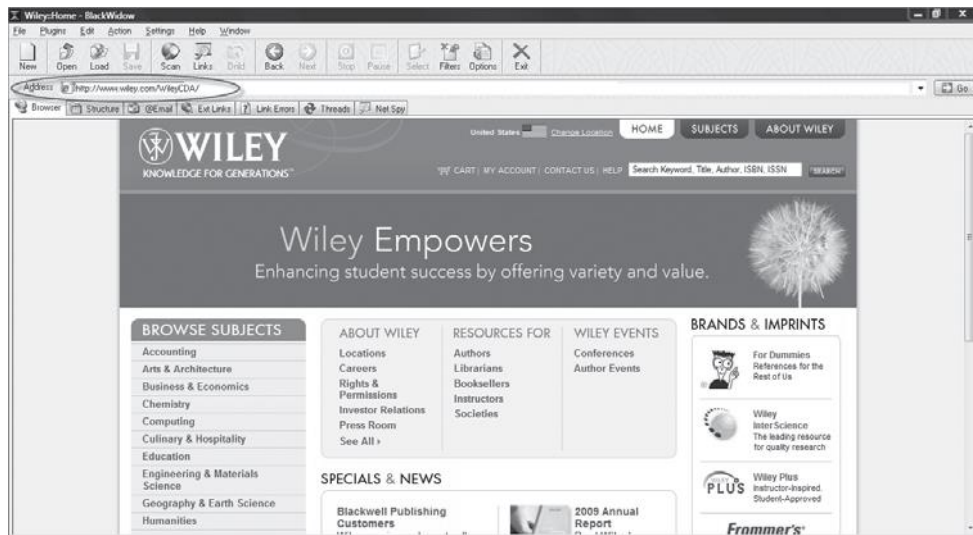 Wiley:Home - BlackWidow
File Plugins Edit Action Settings Help Window
New Open Load Save Scan Links Dnld Back Next Stop Pause Select Filters Options Exit
Address http://www.wiley.com/WileyCDA/ Go
Browser Structure @Email Ext Links Link Errors Threads Net Spy
United States Change Location HOME SUBJECTS ABOUT WILEY
WILEY
KNOWLEDGE FOR GENERATIONS
CART | MY ACCOUNT | CONTACT US | HELP Search Keyword, Title, Author, ISBN, ISSN SEARCH
Wiley Empowers
Enhancing student success by offering variety and value.
BROWSE SUBJECTS
Accounting
Arts & Architecture
Business & Economics
Chemistry
Computing
Culinary & Hospitality
Education
Engineering & Materials
Science
Geography & Earth Science
Humanities
ABOUT WILEY
Locations
Careers
Rights &
Permissions
Investor Relations
Press Room
See All
RESOURCES FOR
Authors
Librarians
Booksellers
Instructors
Societies
WILEY EVENTS
Conferences
Author Events
SPECIALS & NEWS
Blackwell Publishing
Customers
2009 Annual
Report
BRANDS & IMPRINTS
For Dummies
References for the
Rest of Us
Wiley
InterScience
The leading resource
for quality research
WILEY
PLUS
Wiley Plus
Instructor-Inspired.
Student-Approved
Frommer's